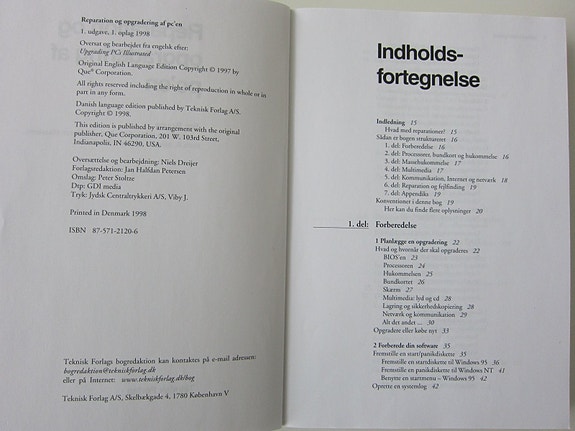 Reparation og opgradering af pc'en
1. udgave, 1. oplag 1998
Oversat og bearbejdet fra engelsk efter:
Upgrading PCs Illustrated
Original English Language Edition Copyright © 1997 by
Que® Corporation.
All rights reserved including the right of reproduction in whole or in
part in any form.
Danish language edition published by Teknisk Forlag A/S.
Copyright © 1998.
This edition is published by arrangement with the original
publisher, Que Corporation, 201 W. 103rd Street,
Indianapolis, IN 46290, USA.
Oversættelse og bearbejdning: Niels Dreijer
Forlagsredaktion: Jan Halfdan Petersen
Omslag: Peter Stoltze
Dtp: GDI media
Tryk: Jydsk Centraltrykkeri A/S, Viby J.
Printed in Denmark 1998
ISBN 87-571-2120-6
Teknisk Forlags bogredaktion kan kontaktes på e-mail adressen:
bogredaktion@tekniskforlag.dk
eller på Internet: www.tekniskforlag.dk/bog
Teknisk Forlag A/S, Skelbækgade 4, 1780 København V
Indholds-
fortegnelse
Indledning 15
Hvad med reparationer? 15
Sådan er bogen struktureret 16
1. del: Forberedelse 16
2. del: Processorer, bundkort og hukommelse 16
3. del: Massehukommelse 17
4. del: Multimedia 17
5. del: Kommunikation, Internet og netværk 18
6. del: Reparation og fejlfinding 19
7. del: Appendiks 19
Konventioner i denne bog 19
Her kan du finde flere oplysninger 20
1. del: Forberedelse
1 Planlægge en opgradering 22
Hvad og hvornår der skal opgraderes 22
BIOS'en 23
Processoren 24
Hukommelsen 25
Bundkortet 26
Skærm 27
Multimedia: lyd og cd 28
Lagring og sikkerhedskopiering 28
Netværk og kommunikation 29
Alt det andet ... 30
Opgradere eller købe nyt 33
2 Forberede din software 35
Fremstille en start/panikdiskette 35
Fremstille en startdiskette til Windows 95 36
Fremstille en panikdiskette til Windows NT 41
Benytte en startmenu – Windows 95 42
Oprette en systemlog 42